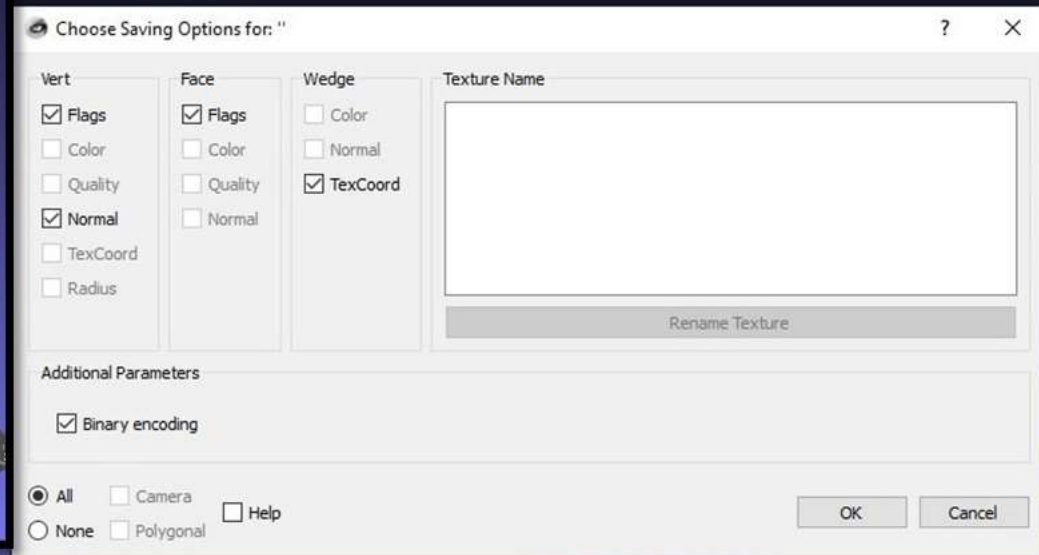 Choose Saving Options for: ''
? X
Vert
Flags
Color
Quality
Normal
TexCoord
Radius
Face
Flags
Color
Quality
Normal
Wedge
Color
Normal
TexCoord
Texture Name
Rename Texture
Additional Parameters
Binary encoding
All
None
Camera
Polygonal
Help
OK
Cancel